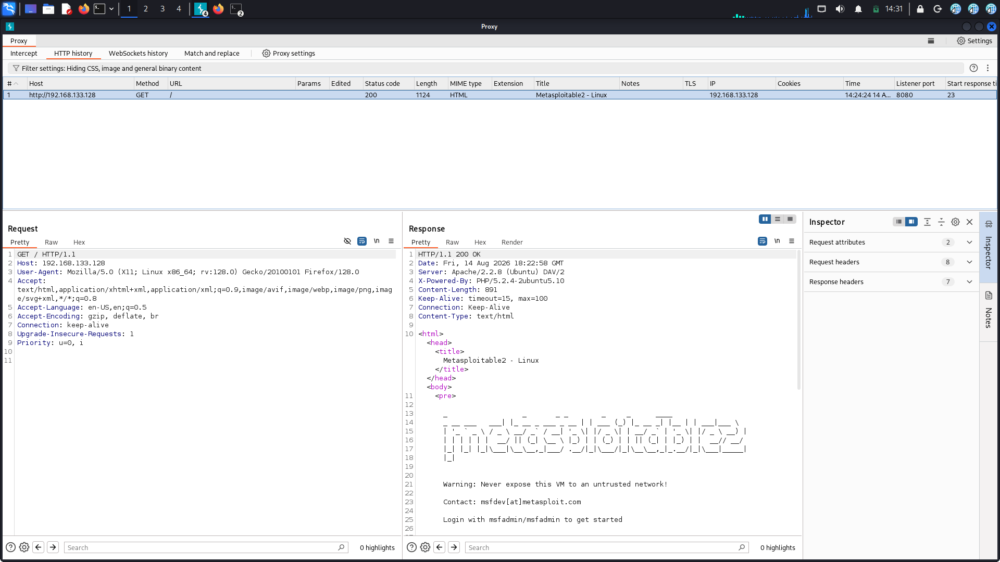 1 2 3 4 4 2 14:31
Proxy
Proxy Settings
Intercept HTTP history WebSockets history Match and replace Proxy settings
Filter settings: Hiding CSS, image and general binary content
# Host Method URL Params Edited Status code Length MIME type Extension Title Notes TLS IP Cookies Time Listener port Start response ti
1 http://192.168.133.128 GET / 200 1124 HTML Metasploitable2 - Linux 192.168.133.128 14:24:24 14 A... 8080 23
Request
Pretty Raw Hex \n
1 GET / HTTP/1.1
2 Host: 192.168.133.128
3 User-Agent: Mozilla/5.0 (X11; Linux x86_64; rv:128.0) Gecko/20100101 Firefox/128.0
4 Accept:
text/html,application/xhtml+xml,application/xml;q=0.9,image/avif,image/webp,image/png,imag
e/svg+xml,*/*;q=0.8
5 Accept-Language: en-US,en;q=0.5
6 Accept-Encoding: gzip, deflate, br
7 Connection: keep-alive
8 Upgrade-Insecure-Requests: 1
9 Priority: u=0, i
10
11
Search 0 highlights
Response
Pretty Raw Hex Render \n
1 HTTP/1.1 200 OK
2 Date: Fri, 14 Aug 2026 18:22:58 GMT
3 Server: Apache/2.2.8 (Ubuntu) DAV/2
4 X-Powered-By: PHP/5.2.4-2ubuntu5.10
5 Content-Length: 891
6 Keep-Alive: timeout=15, max=100
7 Connection: Keep-Alive
8 Content-Type: text/html
9
10 <html>
<head>
<title>
Metasploitable2 - Linux
</title>
</head>
<body>
11 <pre>
12
13
14
15
16
17
18
19
20
21 Warning: Never expose this VM to an untrusted network!
22
23 Contact: msfdev[at]metasploit.com
24
25 Login with msfadmin/msfadmin to get started
26
Search 0 highlights
Inspector
Request attributes 2
Request headers 8
Response headers 7
Inspector
Notes